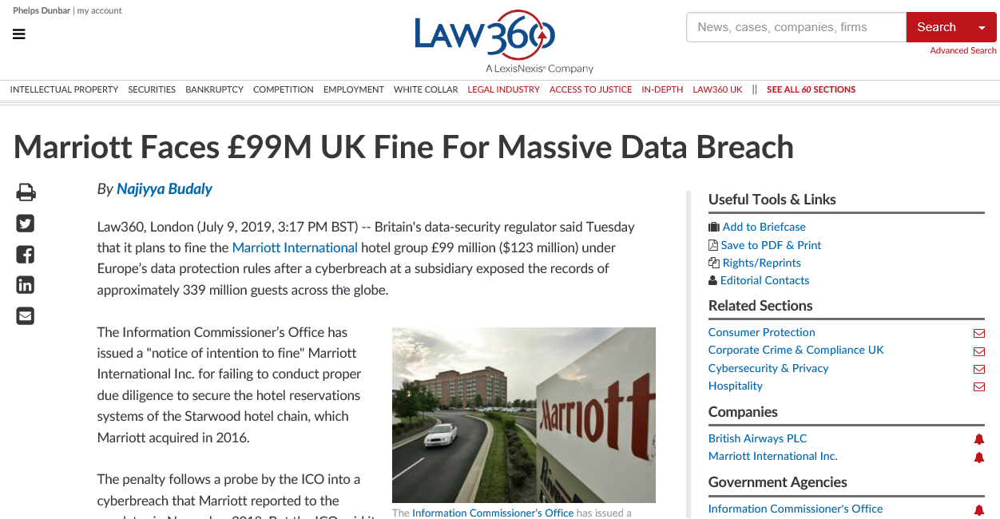 Phelps Dunbar | my account
LAW360
A LexisNexis® Company
News, cases, companies, firms
Search
Advanced Search
INTELLECTUAL PROPERTY SECURITIES BANKRUPTCY COMPETITION EMPLOYMENT WHITE COLLAR LEGAL INDUSTRY ACCESS TO JUSTICE IN-DEPTH LAW360 UK || SEE ALL 60 SECTIONS
Marriott Faces £99M UK Fine For Massive Data Breach
By Najiyya Budaly
Law360, London (July 9, 2019, 3:17 PM BST) -- Britain's data-security regulator said Tuesday
that it plans to fine the Marriott International hotel group £99 million ($123 million) under
Europe’s data protection rules after a cyberbreach at a subsidiary exposed the records of
approximately 339 million guests across the globe.
The Information Commissioner’s Office has
issued a "notice of intention to fine" Marriott
International Inc. for failing to conduct proper
due diligence to secure the hotel reservations
systems of the Starwood hotel chain, which
Marriott acquired in 2016.
The penalty follows a probe by the ICO into a
cyberbreach that Marriott reported to the
Marriott
The Information Commissioner’s Office has issued a
Useful Tools & Links
Add to Briefcase
Save to PDF & Print
Rights/Reprints
Editorial Contacts
Related Sections
Consumer Protection
Corporate Crime & Compliance UK
Cybersecurity & Privacy
Hospitality
Companies
British Airways PLC
Marriott International Inc.
Government Agencies
Information Commissioner's Office